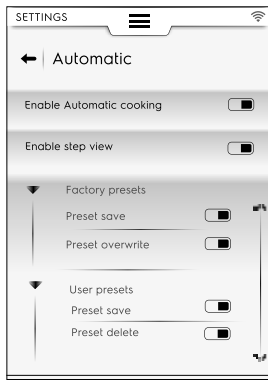 SETTINGS
Automatic
Enable Automatic cooking
Enable step view
Factory presets
Preset save
Preset overwrite
User presets
Preset save
Preset delete